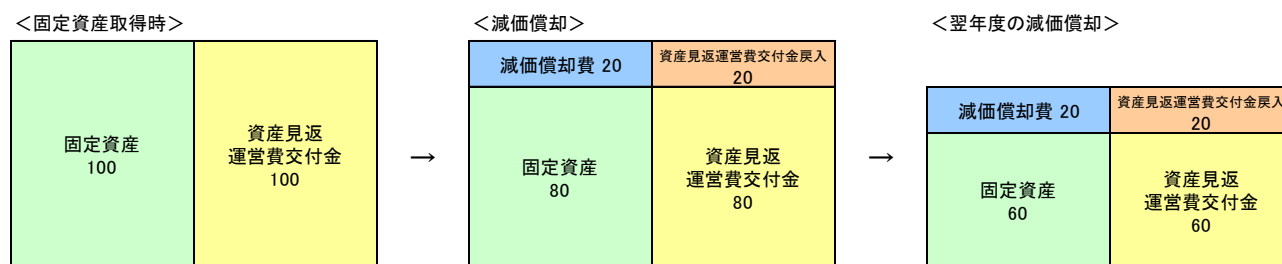 ＜固定資産取得時＞
固定資産
100
資産見返
運営費交付金
100
→
＜減価償却＞
減価償却費 20
資産見返運営費交付金戻入
20
固定資産
80
資産見返
運営費交付金
80
→
＜翌年度の減価償却＞
減価償却費 20
資産見返運営費交付金戻入
20
固定資産
60
資産見返
運営費交付金
60